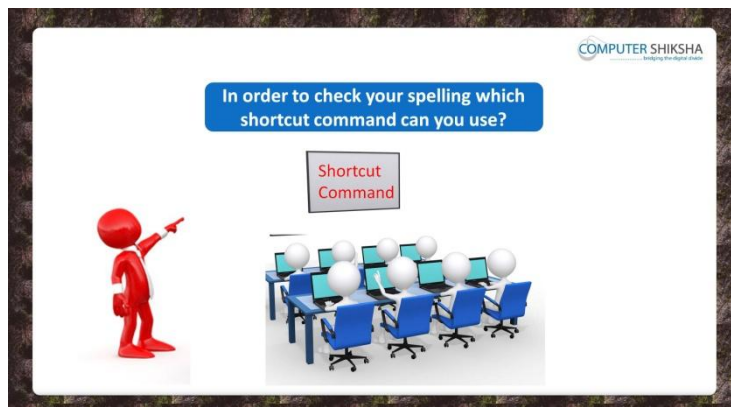 COMPUTER SHIKSHA
bridging the digital divide
In order to check your spelling which
shortcut command can you use?
Shortcut
Command